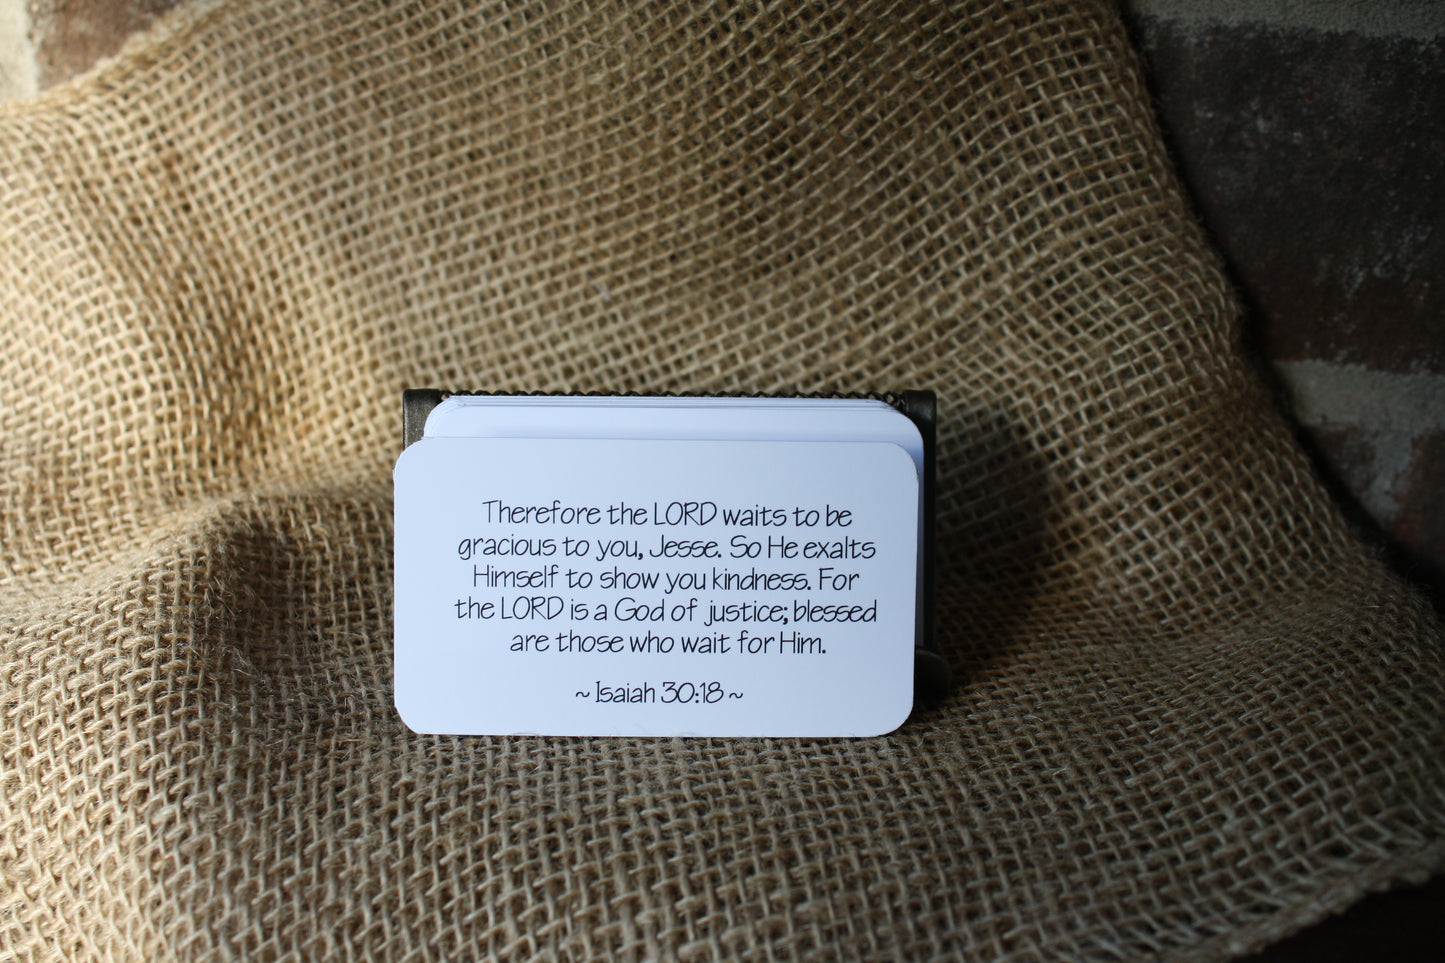 Therefore the LORD waits to be
gracious to you, Jesse. So He exalts
Himself to show you kindness. For
the LORD is a God of justice; blessed
are those who wait for Him.
~ Isaiah 30:18 ~